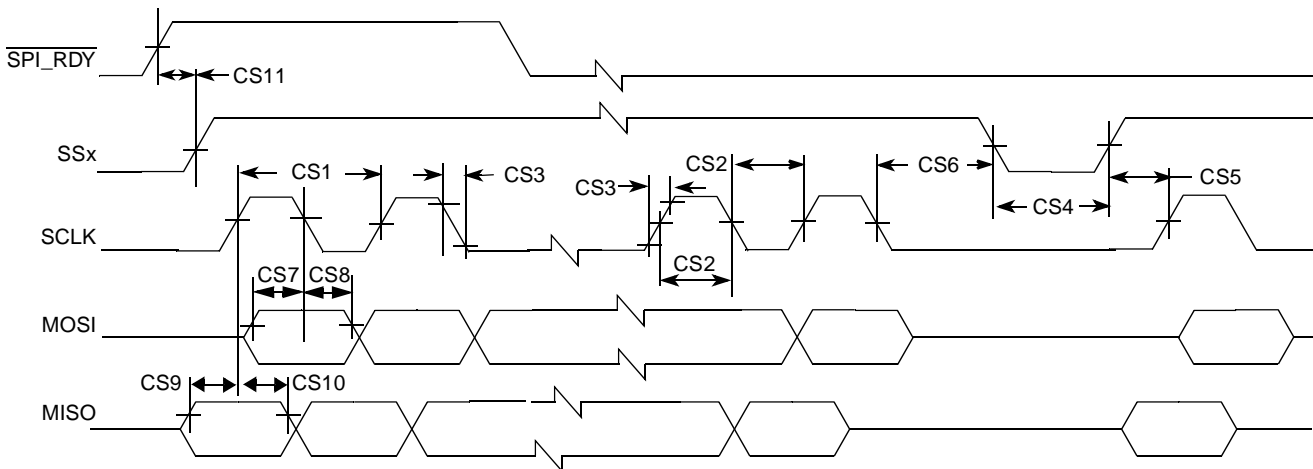 SPI_RDY
CS11
SSx
CS1
CS3
CS2
CS6
CS5
CS3
CS4
SCLK
CS2
CS7
CS8
MOSI
CS9
CS10
MISO